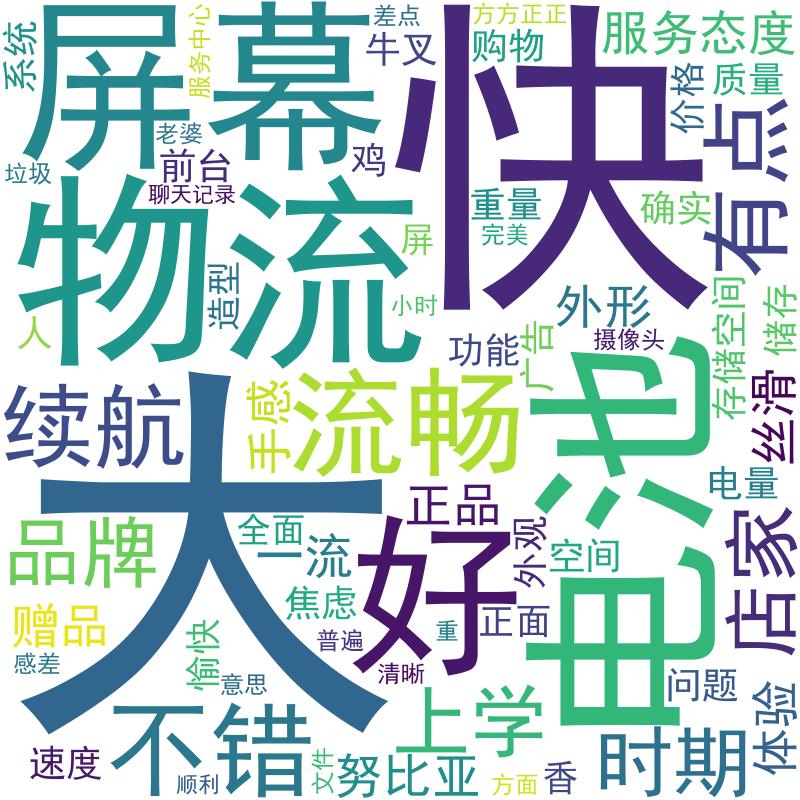 屏幕
快
物流
大
电池
好
有点
续航
流畅
不错
品牌
店家
上学
时期
系统
服务中心
差点
方方正正
牛叉
购物
服务态度
价格
质量
老婆
垃圾
前台
鸡
聊天记录
重量
确实
完美
屏
造型
小时
人
外形
功能
广告
摄像头
存储空间
储存
手感
丝滑
正品
电量
全面
一流
外观
空间
赠品
焦虑
感差
愉快
普遍
重
正面
意思
清晰
问题
体验
速度
顺利
文件
努比亚
方面
香